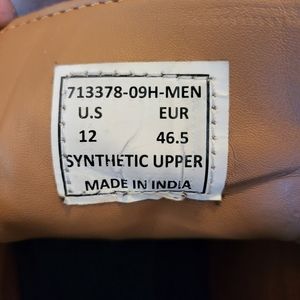 713378-09H-MEN
U.S EUR
12 46.5
SYNTHETIC UPPER
MADE IN INDIA